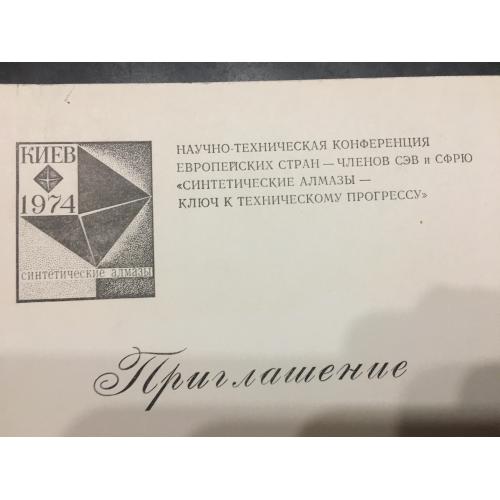 КИЕВ
1974
синтетические алмазы
НАУЧНО-ТЕХНИЧЕСКАЯ КОНФЕРЕНЦИЯ
ЕВРОПЕЙСКИХ СТРАН — ЧЛЕНОВ СЭВ и СФРЮ
«СИНТЕТИЧЕСКИЕ АЛМАЗЫ —
КЛЮЧ К ТЕХНИЧЕСКОМУ ПРОГРЕССУ»
Приглашение